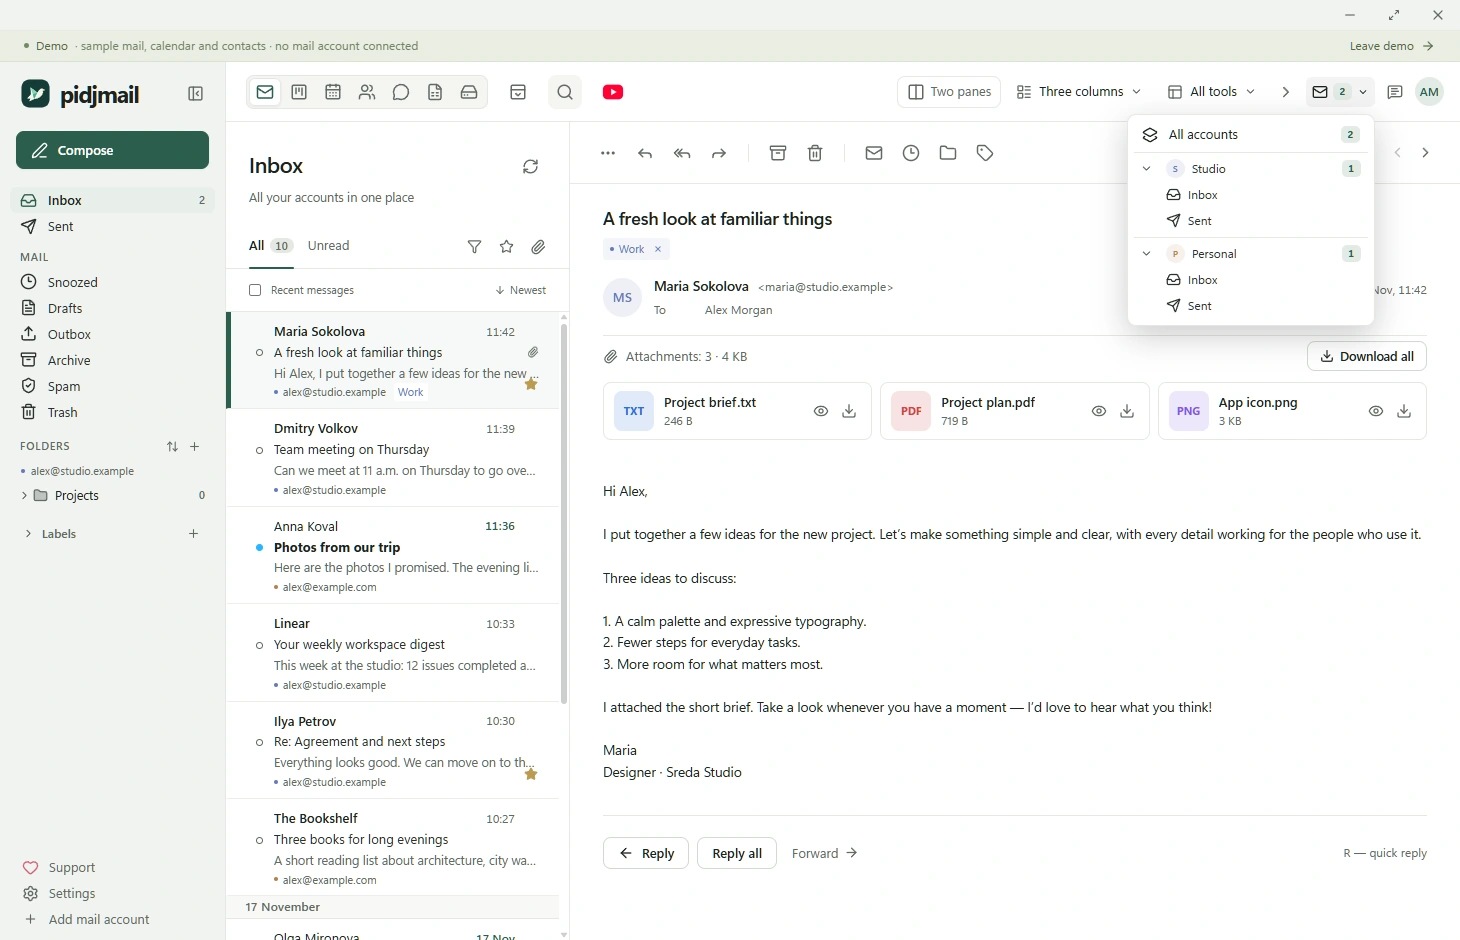 Demo · sample mail, calendar and contacts · no mail account connected
Leave demo
pidjmail
Two panes
Three columns
All tools
2
AM
Compose
Inbox 2
Sent
MAIL
Snoozed
Drafts
Outbox
Archive
Spam
Trash
FOLDERS
alex@studio.example
Projects 0
Labels
Support
Settings
Add mail account
Inbox
All your accounts in one place
All 10 Unread
Recent messages Newest
Maria Sokolova 11:42
A fresh look at familiar things
Hi Alex, I put together a few ideas for the new ...
alex@studio.example Work
Dmitry Volkov 11:39
Team meeting on Thursday
Can we meet at 11 a.m. on Thursday to go ove...
alex@studio.example
Anna Koval 11:36
Photos from our trip
Here are the photos I promised. The evening li...
alex@example.com
Linear 10:33
Your weekly workspace digest
This week at the studio: 12 issues completed a...
alex@studio.example
Ilya Petrov 10:30
Re: Agreement and next steps
Everything looks good. We can move on to th...
alex@studio.example
The Bookshelf 10:27
Three books for long evenings
A short reading list about architecture, city wa...
alex@example.com
17 November
Olga Mironova 17 Nov
All accounts 2
S Studio 1
Inbox
Sent
P Personal 1
Inbox
Sent
A fresh look at familiar things
Work ×
MS
Maria Sokolova <maria@studio.example>
Nov, 11:42
To Alex Morgan
Attachments: 3 · 4 KB
Download all
TXT Project brief.txt
246 B
PDF Project plan.pdf
719 B
PNG App icon.png
3 KB
Hi Alex,
I put together a few ideas for the new project. Let’s make something simple and clear, with every detail working for the people who use it.
Three ideas to discuss:
1. A calm palette and expressive typography.
2. Fewer steps for everyday tasks.
3. More room for what matters most.
I attached the short brief. Take a look whenever you have a moment — I’d love to hear what you think!
Maria
Designer · Sreda Studio
Reply
Reply all
Forward
R — quick reply